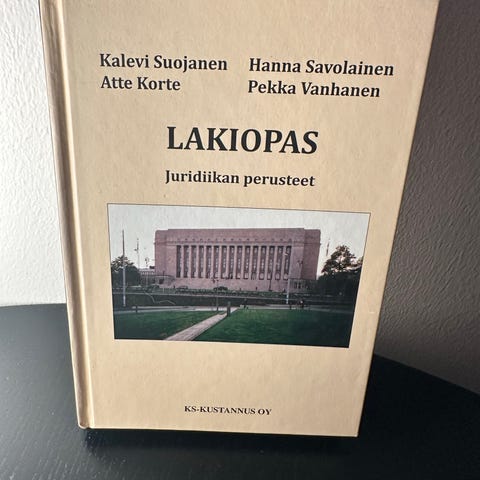 Kalevi Suojanen Hanna Savolainen
Atte Korte Pekka Vanhanen
LAKIOPAS
Juridiikan perusteet
KS-KUSTANNUS OY